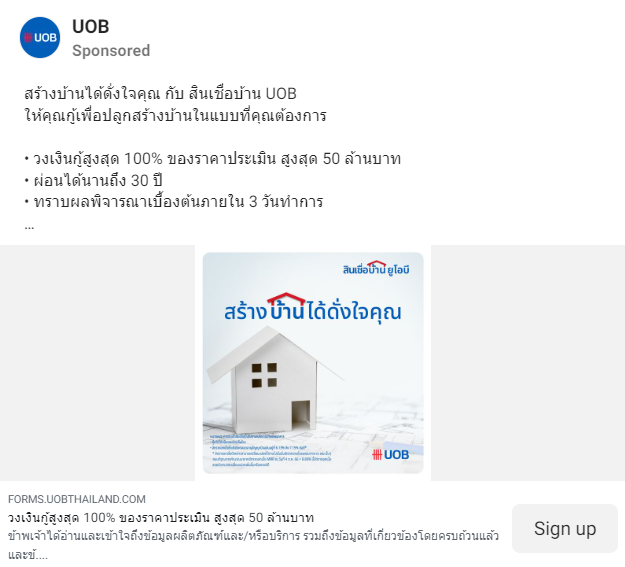 UOB
UOB
Sponsored
สร้างบ้านได้ดั่งใจคุณ กับ สินเชื่อบ้าน UOB
ให้คุณกู้เพื่อปลูกสร้างบ้านในแบบที่คุณต้องการ
• วงเงินกู้สูงสุด 100% ของราคาประเมิน สูงสุด 50 ล้านบาท
• ผ่อนได้นานถึง 30 ปี
• ทราบผลพิจารณาเบื้องต้นภายใน 3 วันทำการ
...
สินเชื่อบ้าน ยูโอบี
สร้างบ้านได้ดั่งใจคุณ
UOB
FORMS.UOBTHAILAND.COM
วงเงินกู้สูงสุด 100% ของราคาประเมิน สูงสุด 50 ล้านบาท
ข้าพเจ้าได้อ่านและเข้าใจถึงข้อมูลผลิตภัณฑ์และ/หรือบริการ รวมถึงข้อมูลที่เกี่ยวข้องโดยครบถ้วนแล้ว
และข้....
Sign up